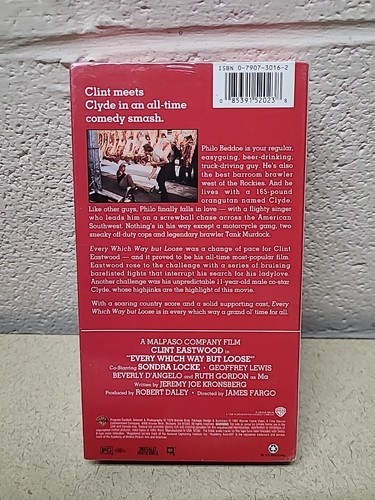 ISBN 0-7907-3016-2
0 85391 52023 8
Clint meets
Clyde in an all-time
comedy smash.
Philo Beddoe is your regular,
easygoing, beer-drinking,
truck-driving guy. He's also
the best barroom brawler
west of the Rockies. And he
lives with a 165-pound
orangutan named Clyde.
Like other guys, Philo finally falls in love — with a flighty singer
who leads him on a screwball chase across the American
Southwest. Nothing's in his way except a motorcycle gang, two
sneaky off-duty cops and legendary brawler Tank Murdock.
Every Which Way but Loose was a change of pace for Clint
Eastwood — and it proved to be his all-time most-popular film.
Eastwood rose to the challenge with a series of bruising
barefisted fights that interrupt his search for his ladylove.
Another challenge was his unpredictable 11-year-old male co-star
Clyde, whose highjinks are the highlight of this movie.
With a soaring country score and a solid supporting cast, Every
Which Way but Loose is in every which way a grand ol' time for all.
A MALPASO COMPANY FILM
CLINT EASTWOOD in
"EVERY WHICH WAY BUT LOOSE"
Co-Starring SONDRA LOCKE • GEOFFREY LEWIS
BEVERLY D'ANGELO and RUTH GORDON as Ma
Written by JEREMY JOE KRONSBERG
Produced by ROBERT DALEY • Directed by JAMES FARGO
PG